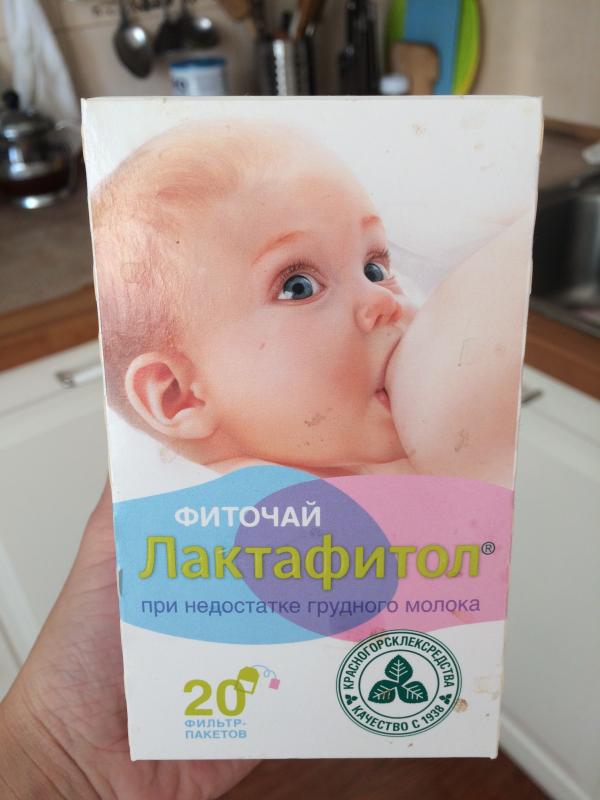 ФИТОЧАЙ
Лактафитол®
при недостатке грудного молока
20
ФИЛЬТР-
ПАКЕТОВ
КРАСНОГОРСКЛЕКСРЕДСТВА
КАЧЕСТВО С 1938